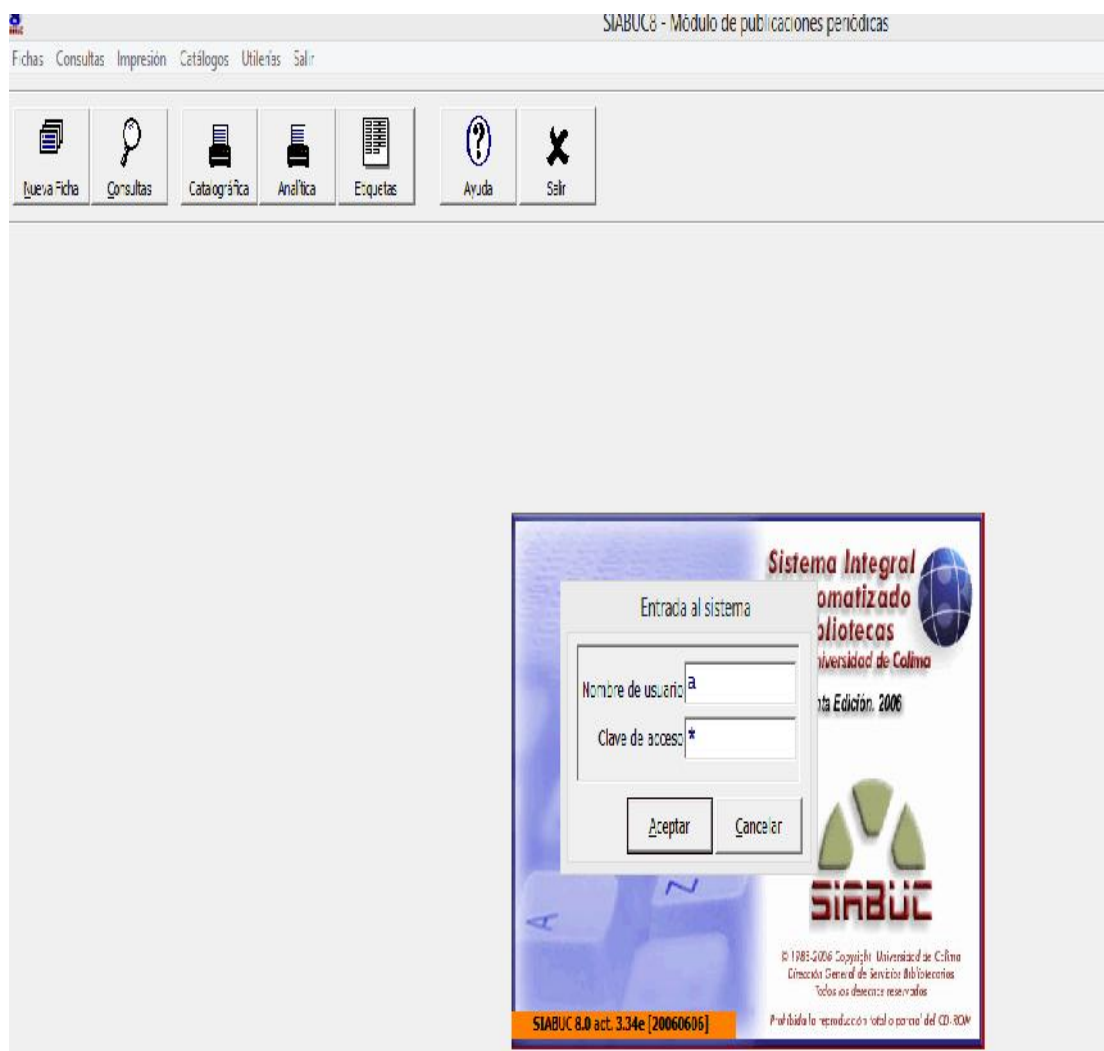 SIABUC8 - Módulo de publicaciones periódicas
Fichas Consultas Impresión Catálogos Utilerías Salir
Nueva Ficha Consultas Catalográfica Analítica Etiquetas Ayuda Salir
Sistema Integral
omatizado
bliotecas
niversidad de Colima
nta Edición. 2006
Entrada al sistema
Nombre de usuario a
Clave de acceso *
Aceptar Cancelar
A
Z
SIABUC
© 1983-2006 Copyright Universidad de Colima
Dirección General de Servicios Bibliotecarios
Todos los derechos reservados
Prohibida la reproducción total o parcial del CD-ROM
SIABUC 8.0 act. 3.34e [20060606]